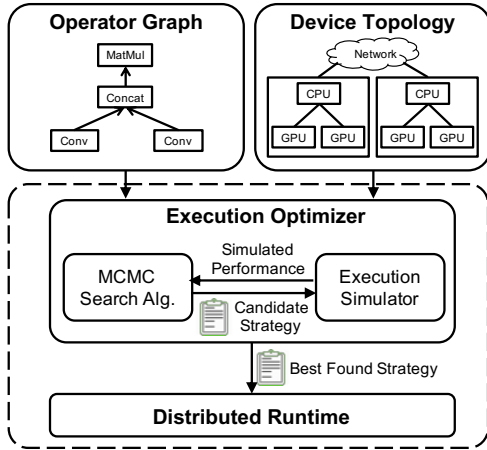 Operator Graph
MatMul
Concat
Conv
Conv
Device Topology
Network
CPU
CPU
GPU
GPU
GPU
GPU
Execution Optimizer
MCMC
Search Alg.
Simulated
Performance
Candidate
Strategy
Execution
Simulator
Best Found Strategy
Distributed Runtime